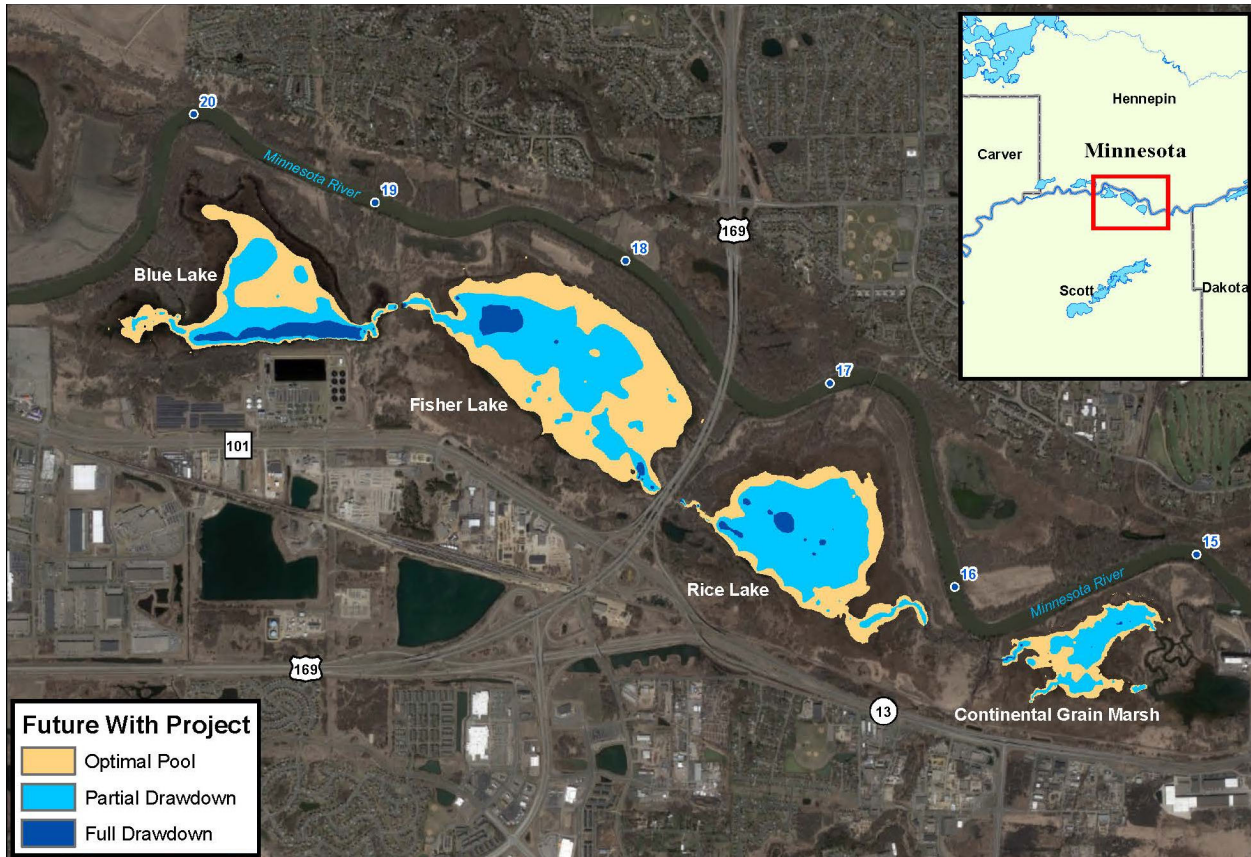 20
Minnesota River
19
18
169
Blue Lake
Fisher Lake
17
101
Rice Lake
16
15
Minnesota River
169
13
Continental Grain Marsh
Hennepin
Carver
Minnesota
Scott
Dakota
Future With Project
Optimal Pool
Partial Drawdown
Full Drawdown